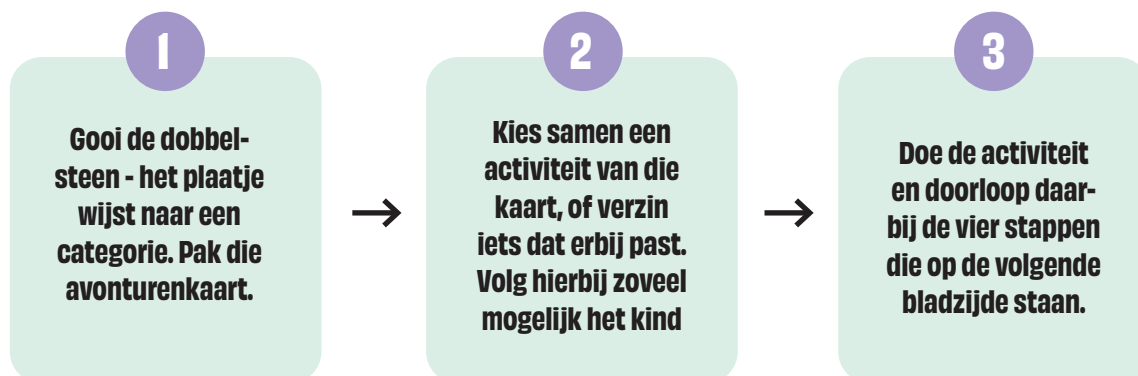 1
Gooi de dobbel-
steen - het plaatje
wijst naar een
categorie. Pak die
avonturenkaart.
2
Kies samen een
activiteit van die
kaart, of verzin
iets dat erbij past.
Volg hierbij zoveel
mogelijk het kind
3
Doe de activiteit
en doorloop daar-
bij de vier stappen
die op de volgende
bladzijde staan.